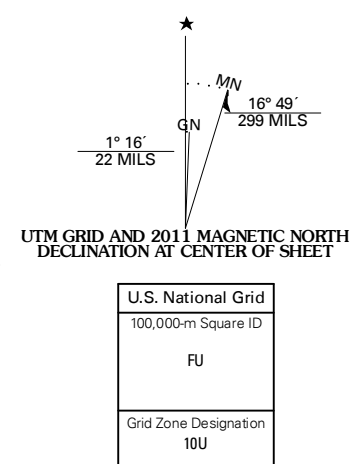 MN
GN
16° 49´
299 MILS
1° 16´
22 MILS
UTM GRID AND 2011 MAGNETIC NORTH
DECLINATION AT CENTER OF SHEET
U.S. National Grid
100,000-m Square ID
FU
Grid Zone Designation
10U